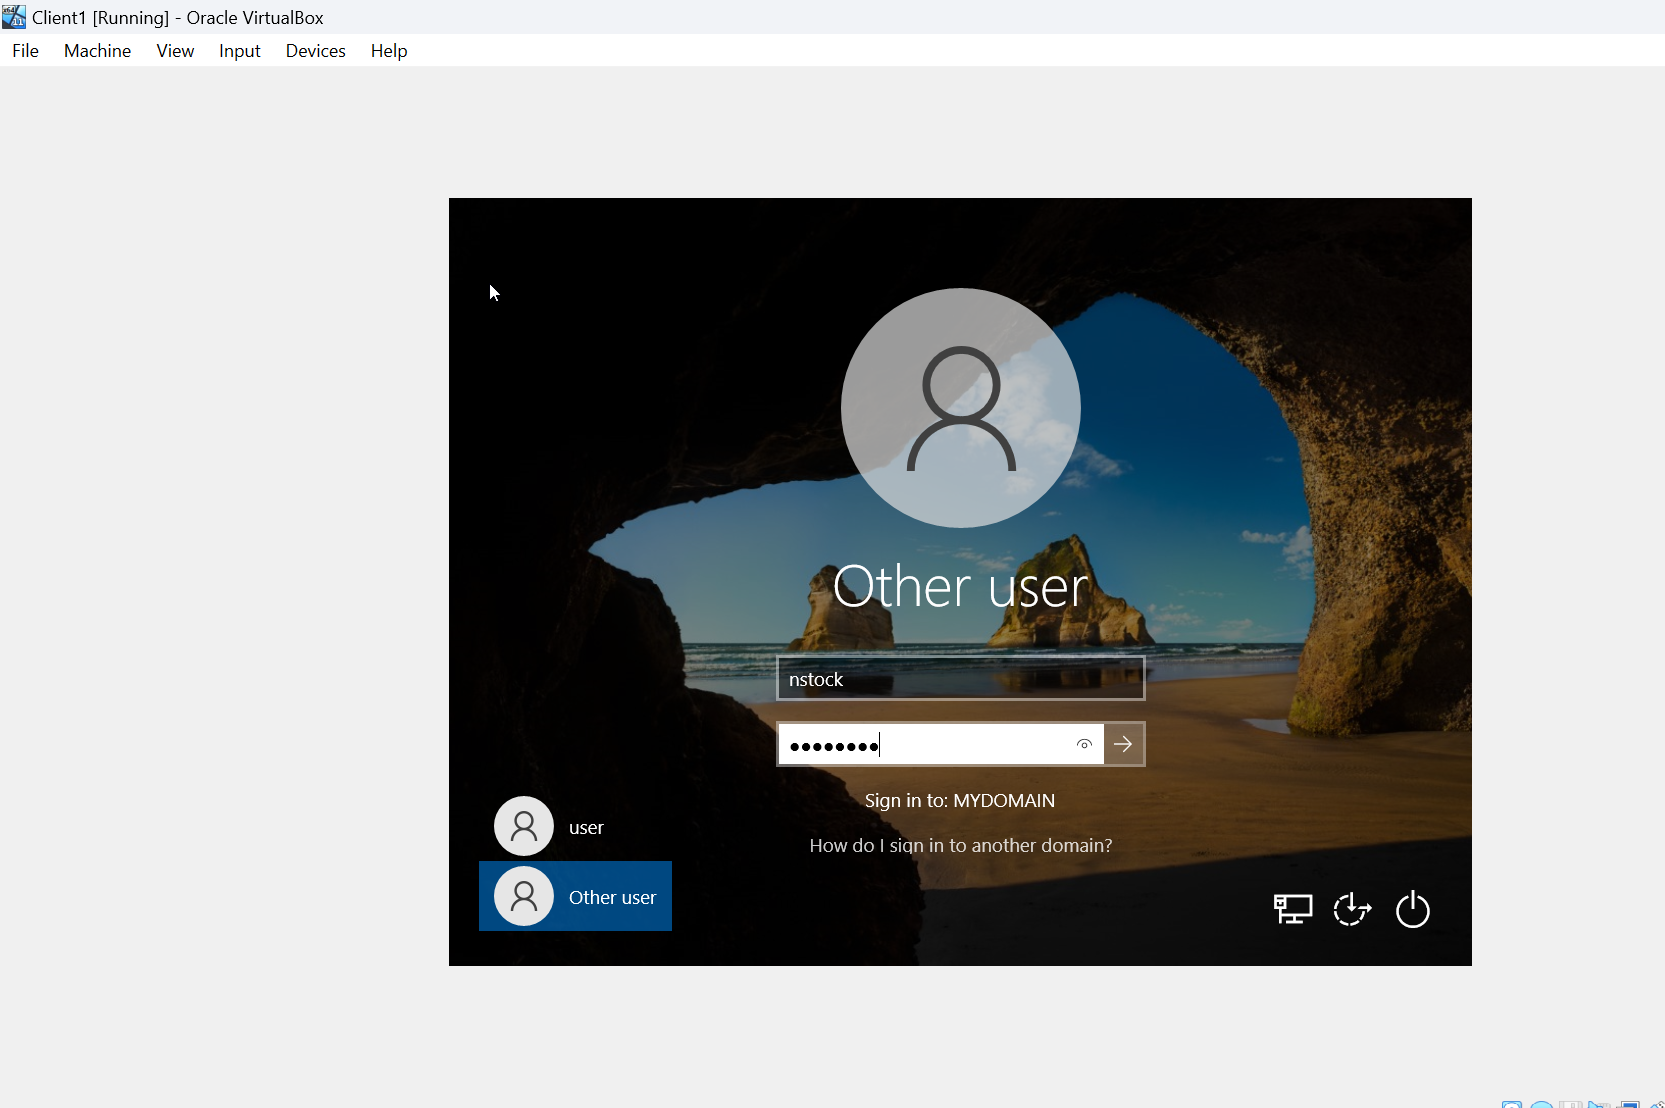 Client1 [Running] - Oracle VirtualBox
File Machine View Input Devices Help
Other user
nstock
Sign in to: MYDOMAIN
How do I sign in to another domain?
user
Other user